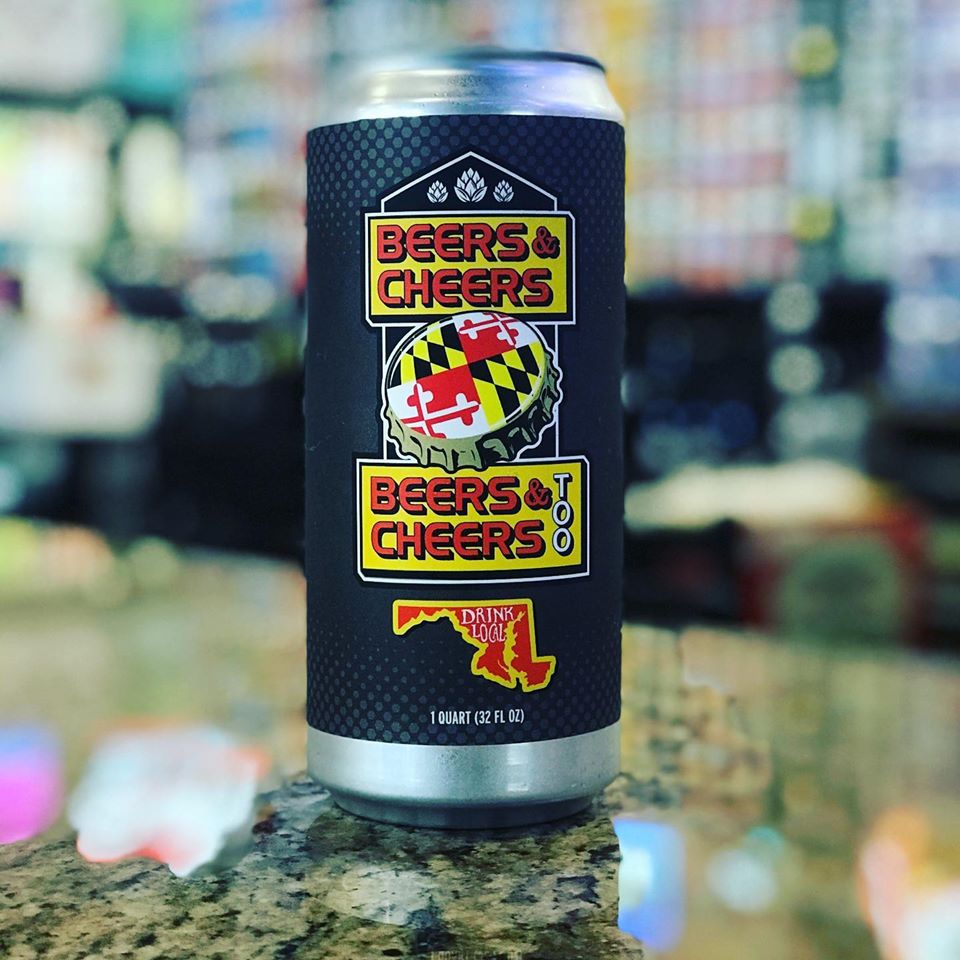 BEERS &
CHEERS
BEERS &
CHEERS
TOO
DRINK
LOCAL
1 QUART (32 FL OZ)